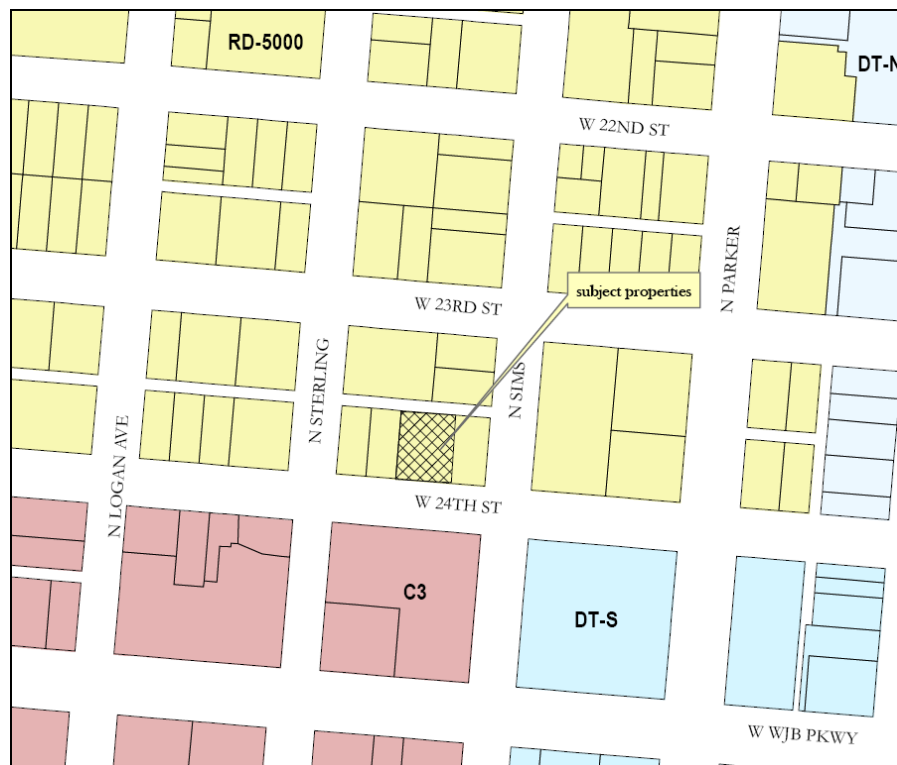 RD-5000
DT-N
W 22ND ST
N PARKER
subject properties
W 23RD ST
N STERLING
N SIMS
N LOGAN AVE
W 24TH ST
C3
DT-S
W WJB PKWY